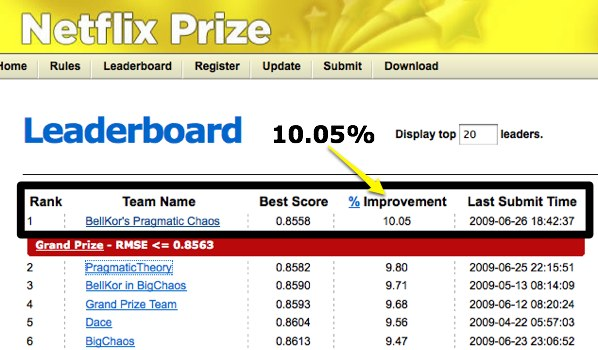 Netflix Prize
Home Rules Leaderboard Register Update Submit Download
Leaderboard 10.05% Display top 20 leaders.
Rank Team Name Best Score % Improvement Last Submit Time
1 BellKor's Pragmatic Chaos 0.8558 10.05 2009-06-26 18:42:37
Grand Prize - RMSE <= 0.8563
2 PragmaticTheory 0.8582 9.80 2009-06-25 22:15:51
3 BellKor in BigChaos 0.8590 9.71 2009-05-13 08:14:09
4 Grand Prize Team 0.8593 9.68 2009-06-12 08:20:24
5 Dace 0.8604 9.56 2009-04-22 05:57:03
6 BigChaos 0.8613 9.47 2009-06-23 23:06:52